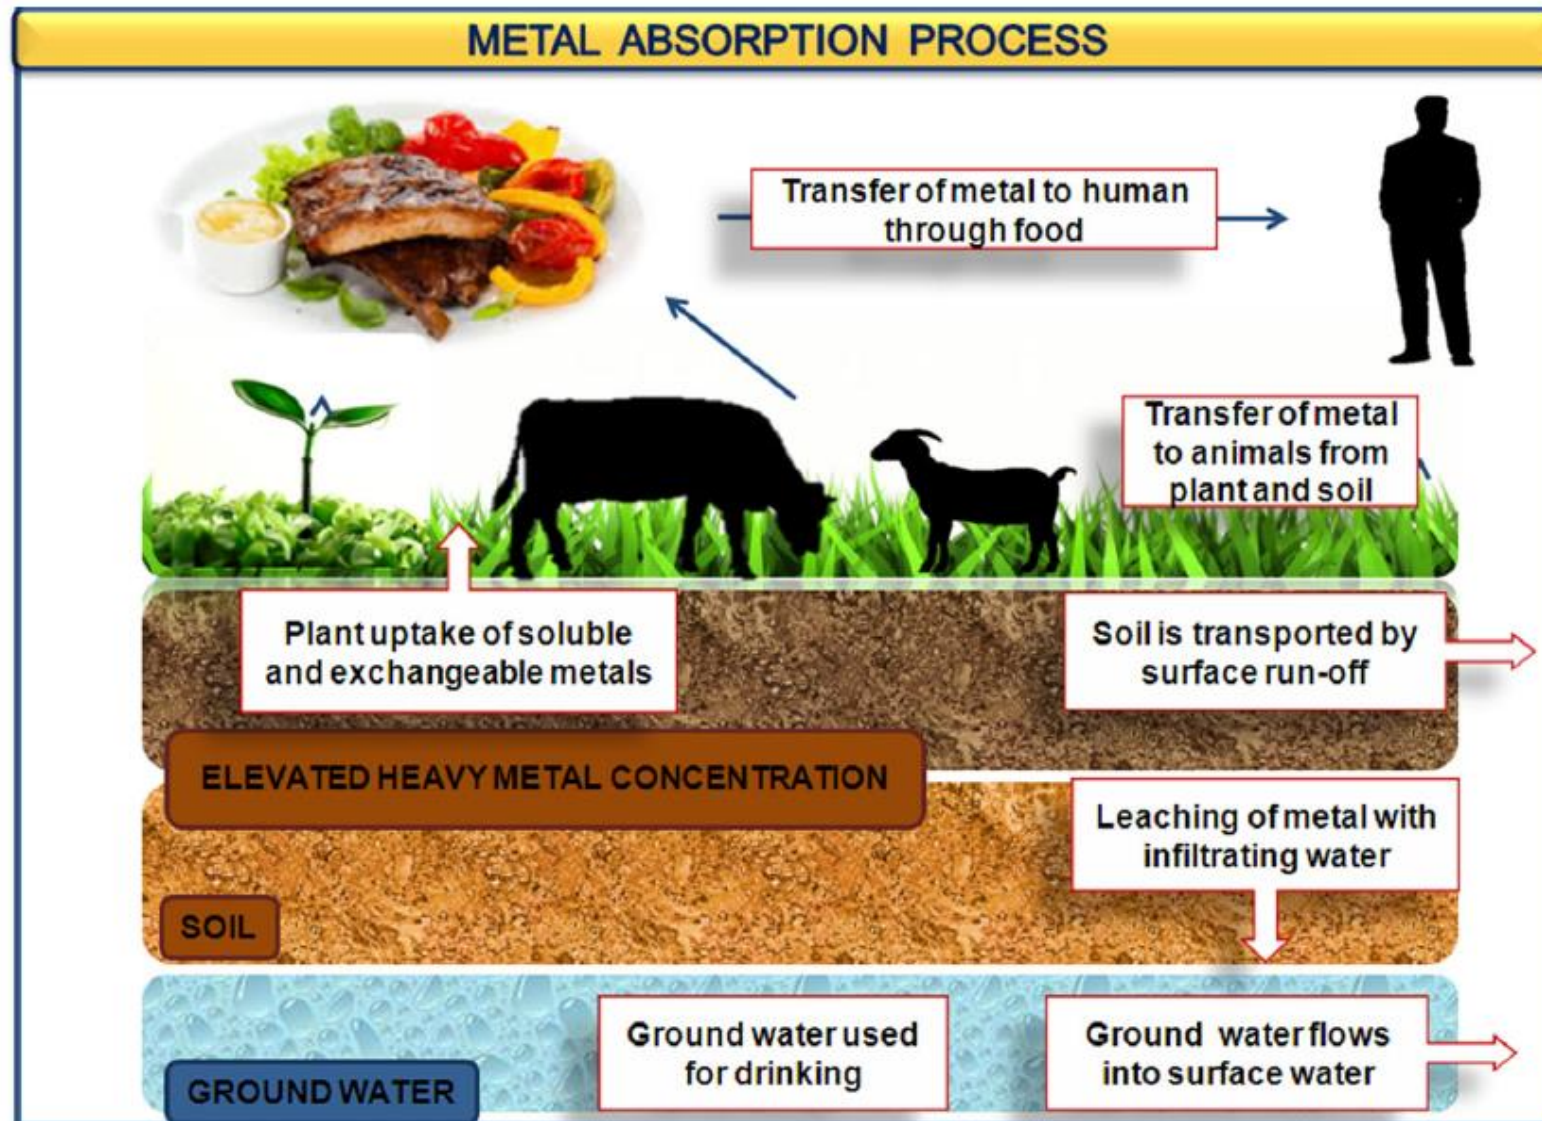 METAL ABSORPTION PROCESS
Transfer of metal to human
through food
Transfer of metal
to animals from
plant and soil
Plant uptake of soluble
and exchangeable metals
Soil is transported by
surface run-off
ELEVATED HEAVY METAL CONCENTRATION
Leaching of metal with
infiltrating water
SOIL
Ground water used
for drinking
Ground water flows
into surface water
GROUND WATER